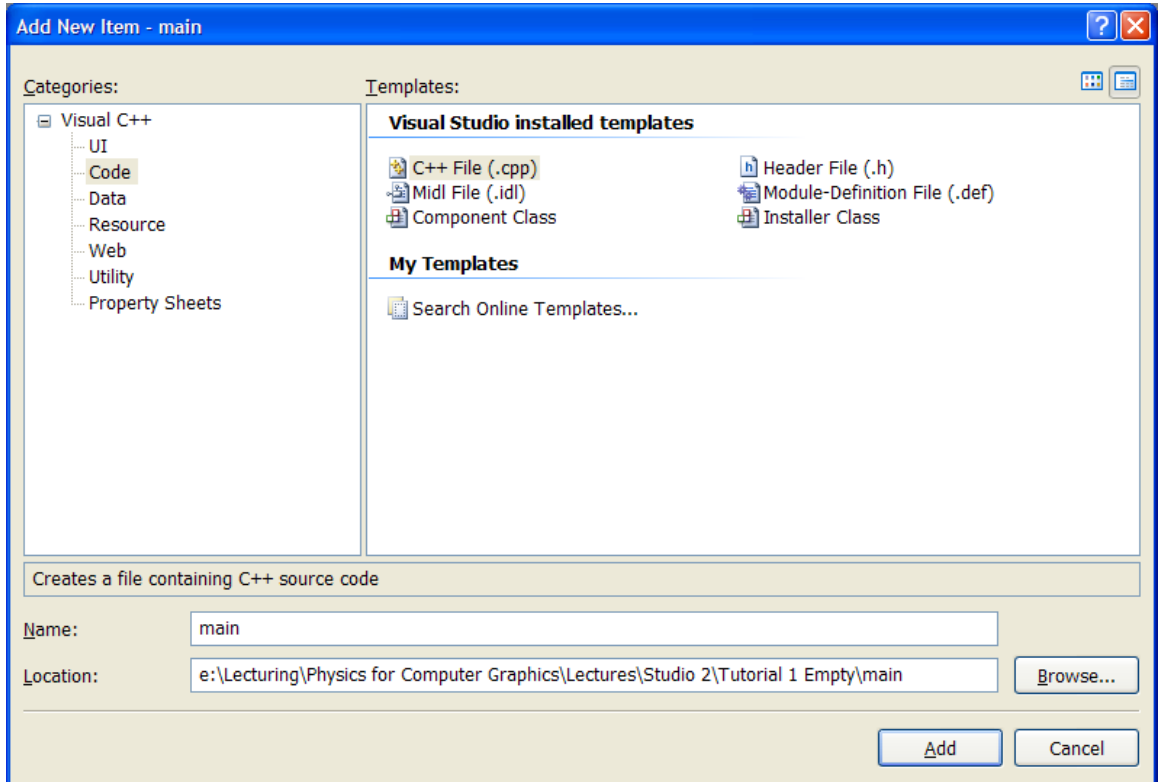 Add New Item - main
Categories:
Templates:
Visual C++
UI
Code
Data
Resource
Web
Utility
Property Sheets
Visual Studio installed templates
C++ File (.cpp)
Header File (.h)
Midl File (.idl)
Module-Definition File (.def)
Component Class
Installer Class
My Templates
Search Online Templates...
Creates a file containing C++ source code
Name:
main
Location:
e:\Lecturing\Physics for Computer Graphics\Lectures\Studio 2\Tutorial 1 Empty\main
Browse...
Add
Cancel